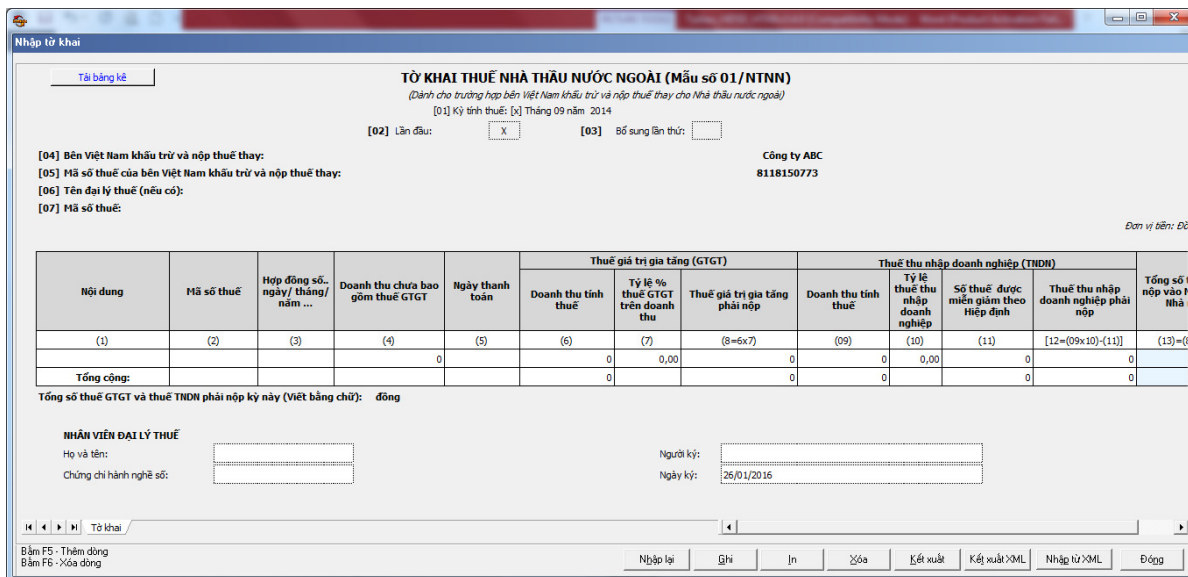 Nhập tờ khai
Tải bảng kê
TỜ KHAI THUẾ NHÀ THẦU NƯỚC NGOÀI (Mẫu số 01/NTNN)
(Dành cho trường hợp bên Việt Nam khấu trừ và nộp thuế thay cho Nhà thầu nước ngoài)
[01] Kỳ tính thuế: [x] Tháng 09 năm 2014
[02] Lần đầu: X [03] Bổ sung lần thứ:
[04] Bên Việt Nam khấu trừ và nộp thuế thay: Công ty ABC
[05] Mã số thuế của bên Việt Nam khấu trừ và nộp thuế thay: 8118150773
[06] Tên đại lý thuế (nếu có):
[07] Mã số thuế:
Đơn vị tiền: Đồ
Thuế giá trị gia tăng (GTGT) Thuế thu nhập doanh nghiệp (TNDN)
Nội dung
Mã số thuế
Hợp đồng số..
ngày/ tháng/
năm ...
Doanh thu chưa bao
gồm thuế GTGT
Ngày thanh
toán
Doanh thu tính
thuế
Tỷ lệ %
thuế GTGT
trên doanh
thu
Thuế giá trị gia tăng
phải nộp
Doanh thu tính
thuế
Tỷ lệ
thuế thu
nhập
doanh
nghiệp
Số thuế được
miễn giảm theo
Hiệp định
Thuế thu nhập
doanh nghiệp phải
nộp
Tổng số t
nộp vào N
Nhà
(1) (2) (3) (4) (5) (6) (7) (8=6x7) (09) (10) (11) [12=(09x10)-(11)] (13)=(8
0 0 0,00 0 0 0,00 0 0
Tổng cộng: 0 0 0 0 0
Tổng số thuế GTGT và thuế TNDN phải nộp kỳ này (Viết bằng chữ): đồng
NHÂN VIÊN ĐẠI LÝ THUẾ
Họ và tên: Người ký:
Chứng chỉ hành nghề số: Ngày ký: 26/01/2016
Tờ khai
Bấm F5 - Thêm dòng
Bấm F6 - Xóa dòng
Nhập lại Ghi In Xóa Kết xuất Kết xuất XML Nhập từ XML Đóng